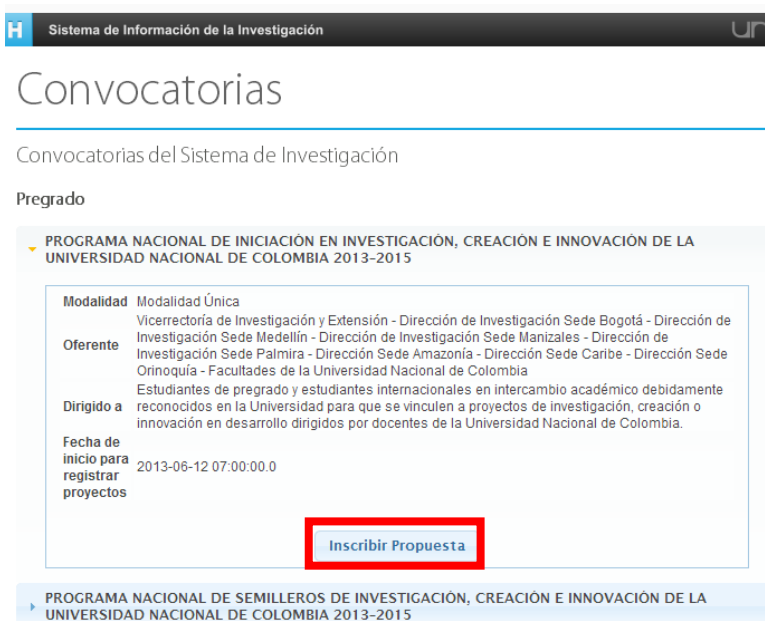 H Sistema de Información de la Investigación
Convocatorias
Convocatorias del Sistema de Investigación
Pregrado
PROGRAMA NACIONAL DE INICIACIÓN EN INVESTIGACIÓN, CREACIÓN E INNOVACIÓN DE LA
UNIVERSIDAD NACIONAL DE COLOMBIA 2013-2015
Modalidad Modalidad Única
Oferente Vicerrectoría de Investigación y Extensión - Dirección de Investigación Sede Bogotá - Dirección de
Investigación Sede Medellín - Dirección de Investigación Sede Manizales - Dirección de
Investigación Sede Palmira - Dirección Sede Amazonía - Dirección Sede Caribe - Dirección Sede
Orinoquía - Facultades de la Universidad Nacional de Colombia
Dirigido a Estudiantes de pregrado y estudiantes internacionales en intercambio académico debidamente
reconocidos en la Universidad para que se vinculen a proyectos de investigación, creación o
innovación en desarrollo dirigidos por docentes de la Universidad Nacional de Colombia.
Fecha de
inicio para
registrar
proyectos
2013-06-12 07:00:00.0
Inscribir Propuesta
PROGRAMA NACIONAL DE SEMILLEROS DE INVESTIGACIÓN, CREACIÓN E INNOVACIÓN DE LA
UNIVERSIDAD NACIONAL DE COLOMBIA 2013-2015